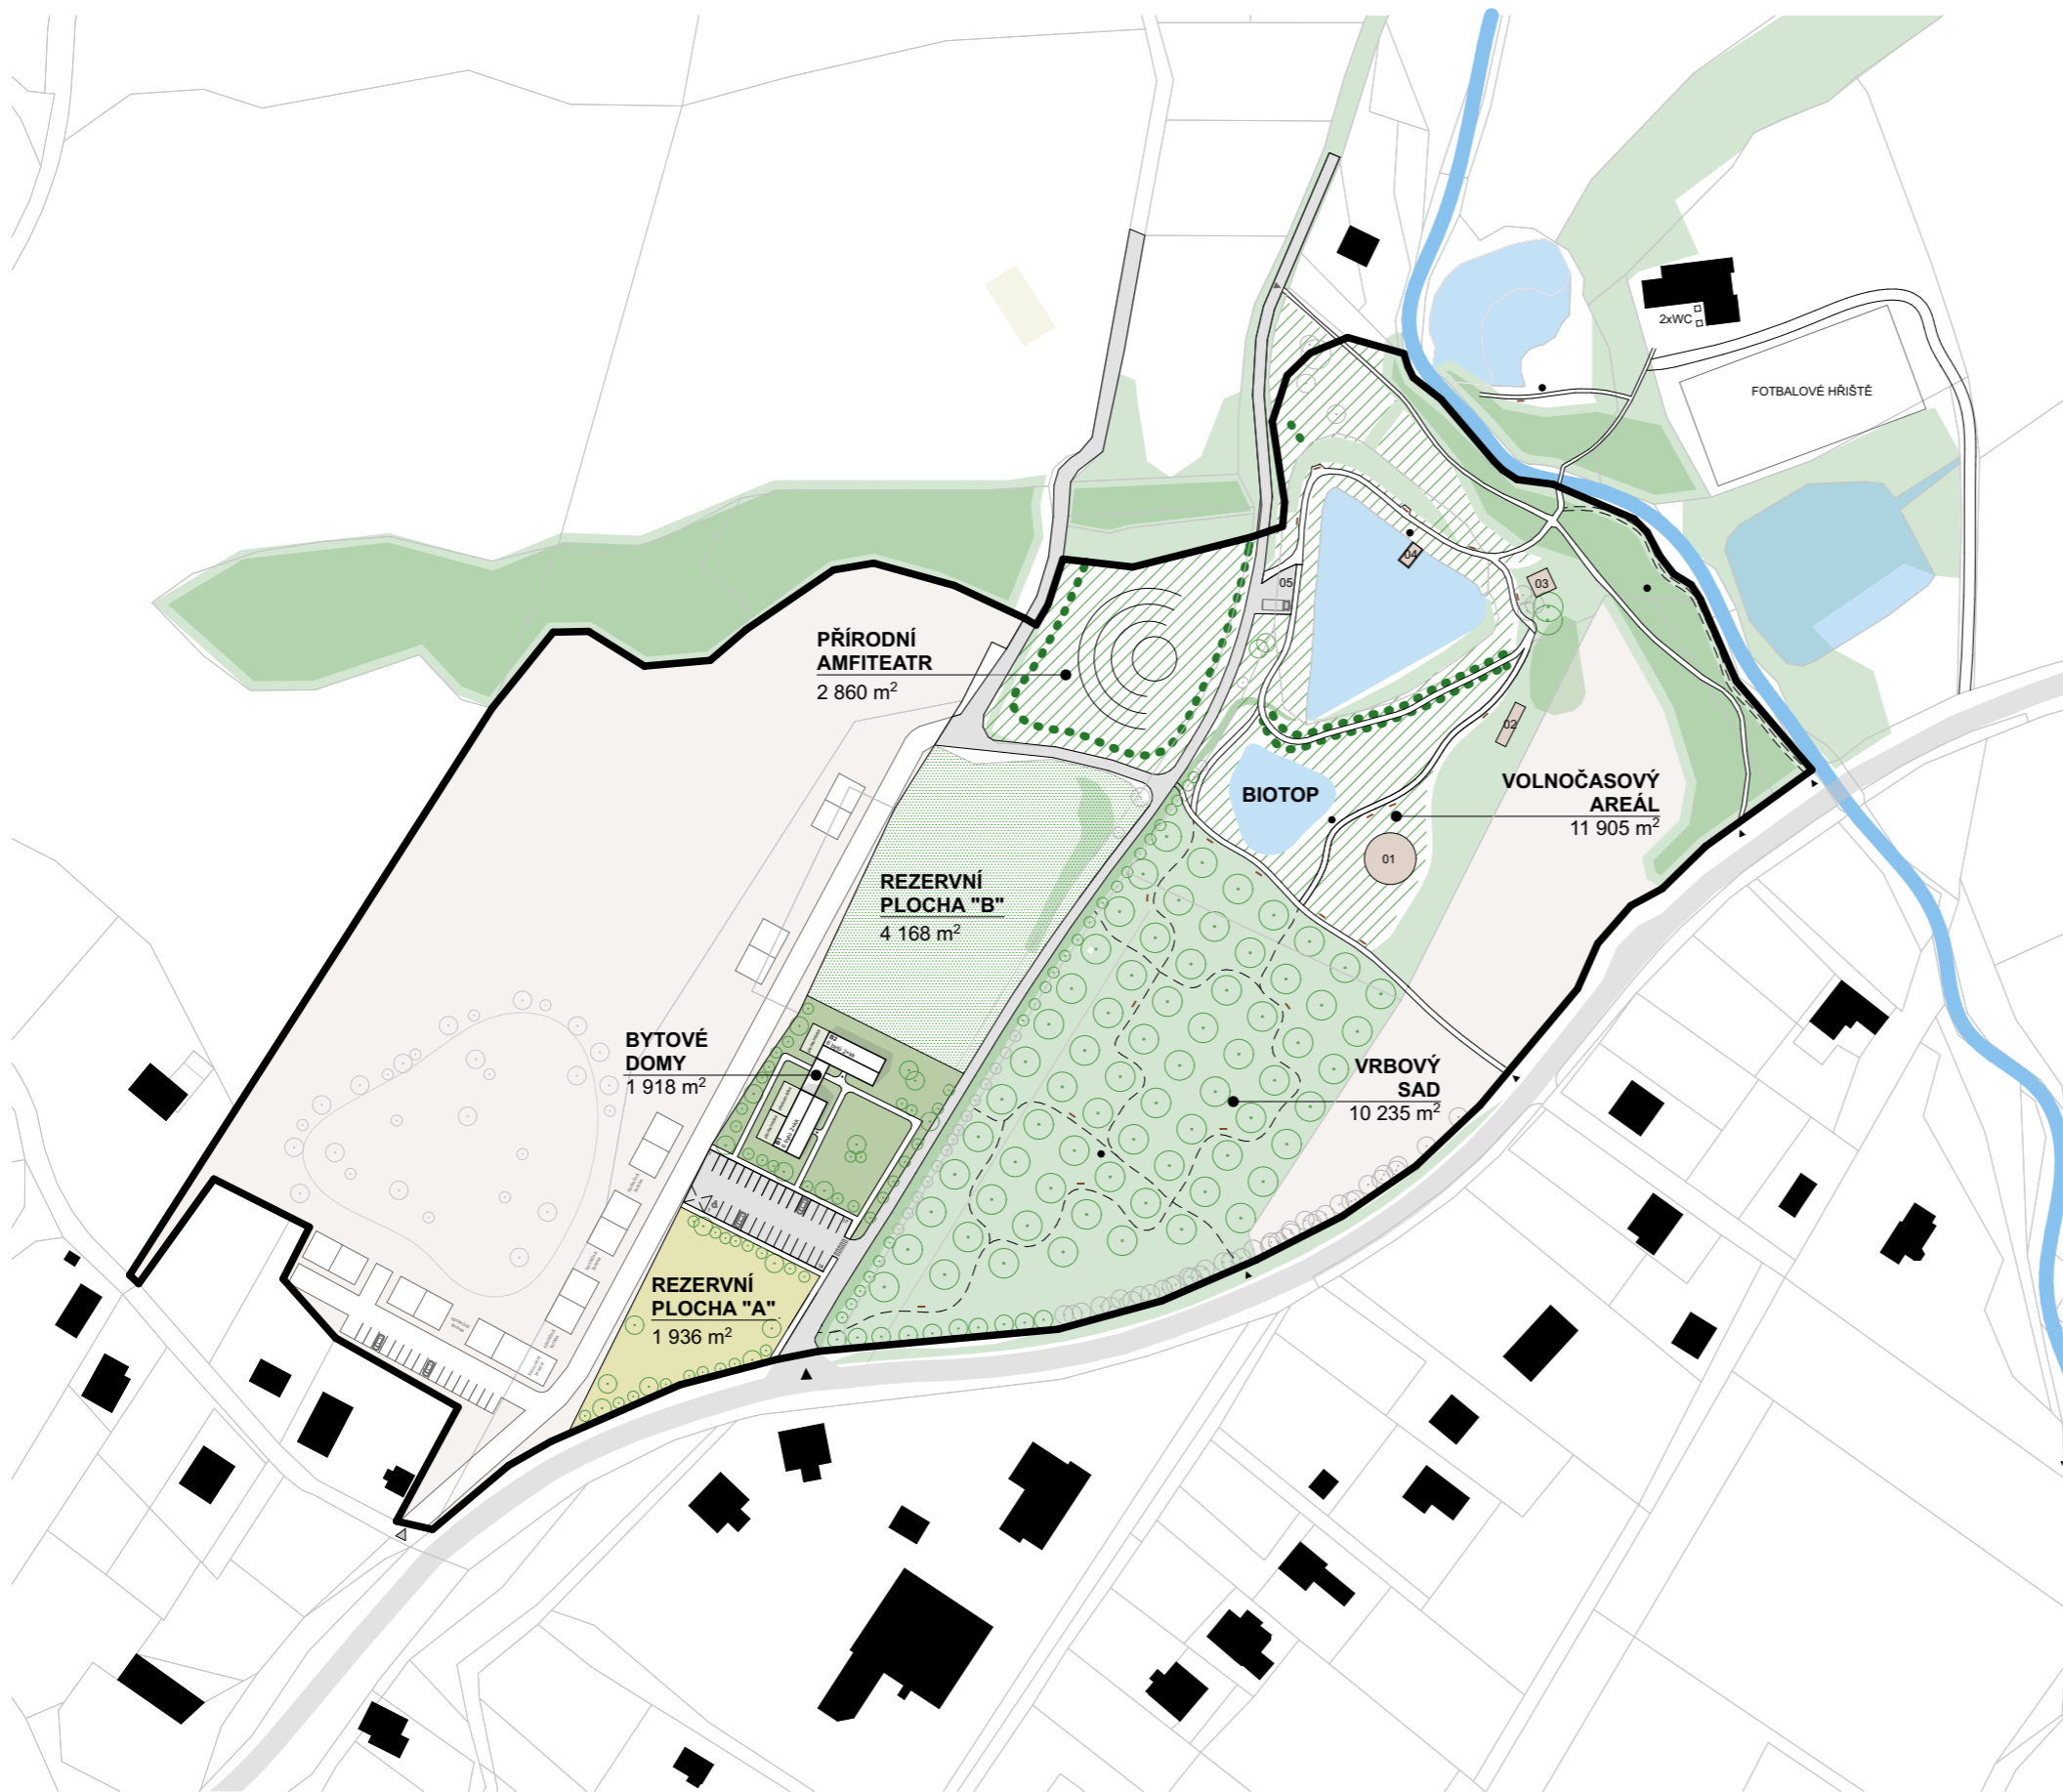 2xWC
FOTBALOVÉ HŘIŠTĚ
04
05
03
PŘÍRODNÍ
AMFITEATR
2 860 m²
02
BIOTOP
VOLNOČASOVÝ
AREÁL
11 905 m²
01
REZERVNÍ
PLOCHA "B"
4 168 m²
BYTOVÉ
DOMY
1 918 m²
VRBOVÝ
SAD
10 235 m²
REZERVNÍ
PLOCHA "A"
1 936 m²